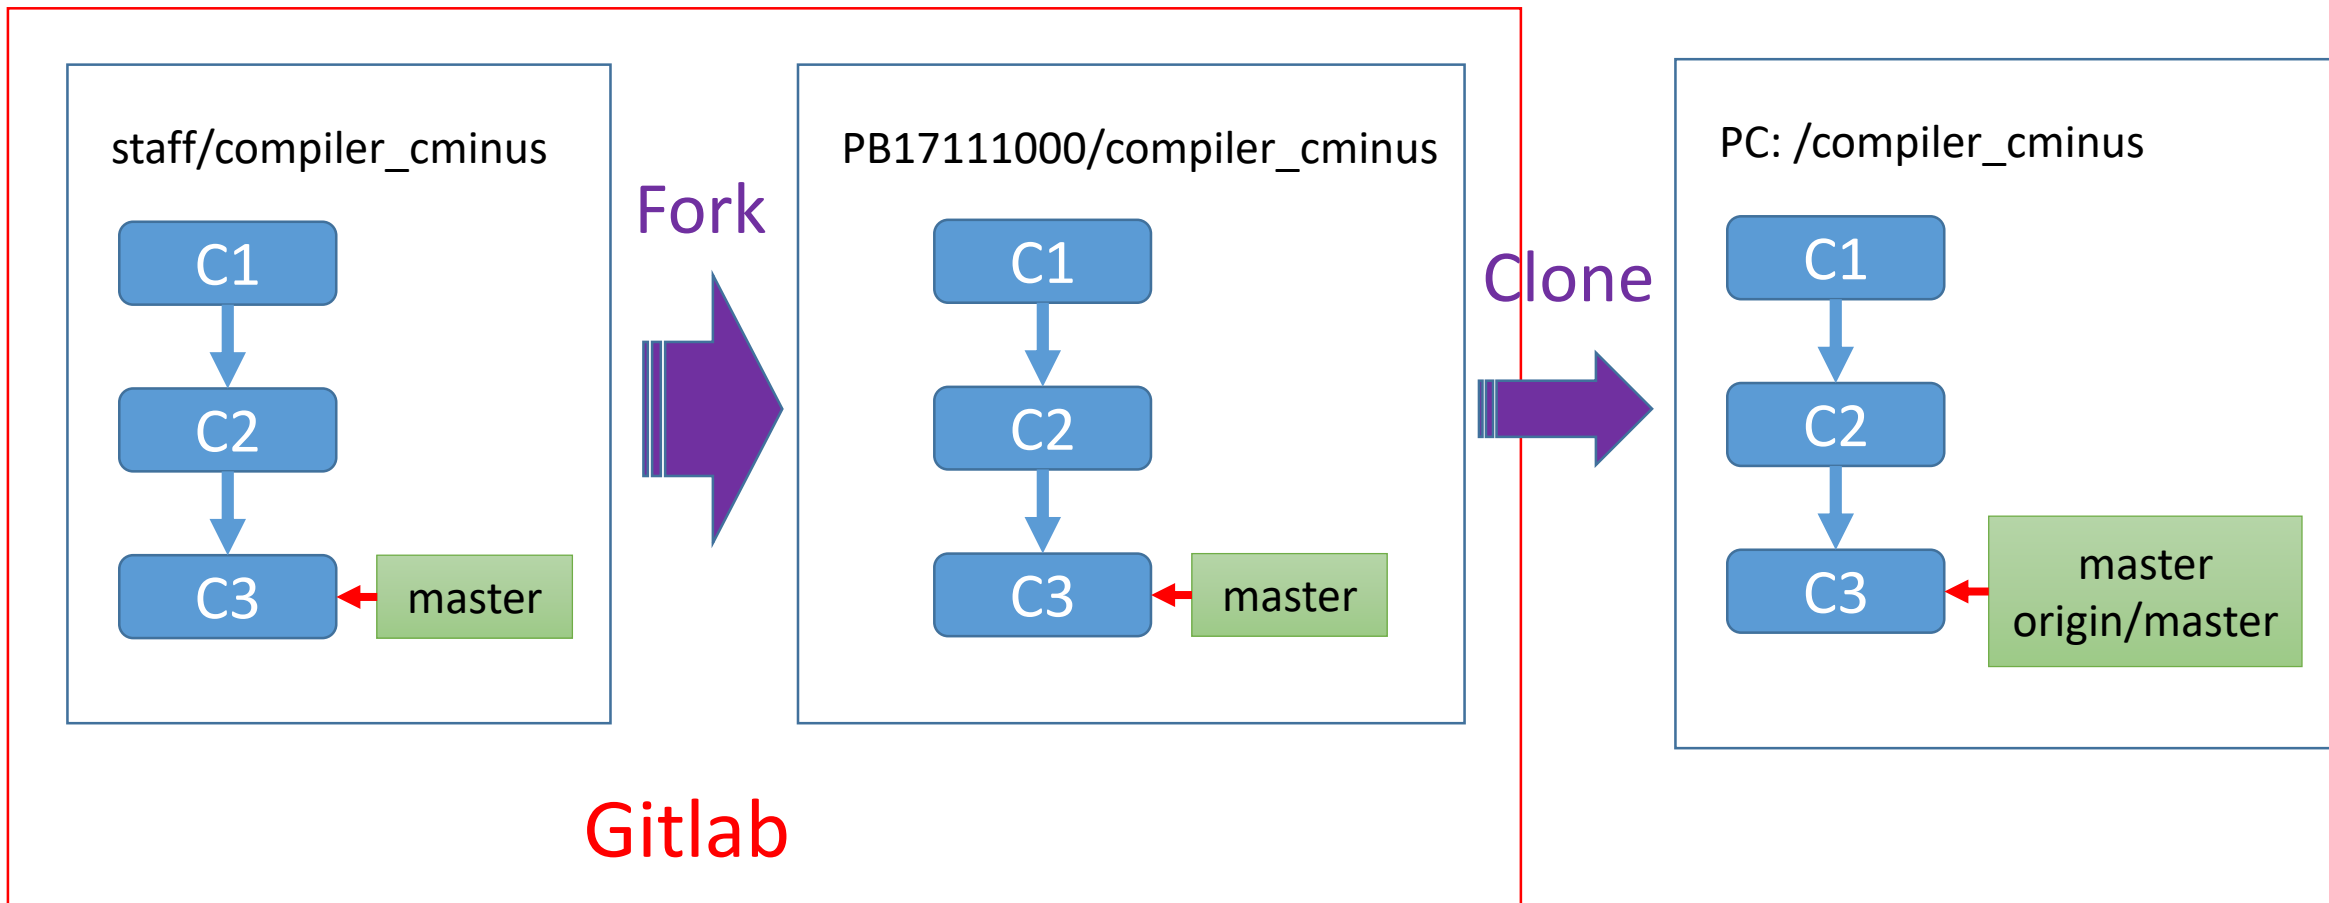 staff/compiler_cminus
C1
C2
C3
master
Fork
PB17111000/compiler_cminus
C1
C2
C3
master
Clone
PC: /compiler_cminus
C1
C2
C3
master
origin/master
Gitlab